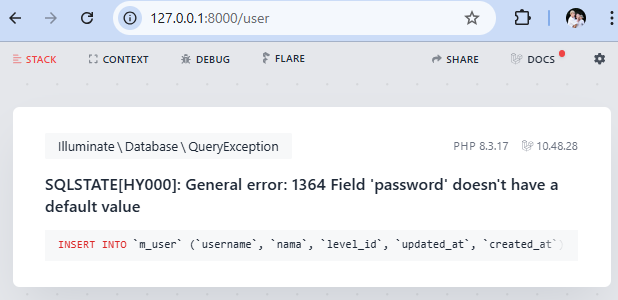 127.0.0.1:8000/user
STACK CONTEXT DEBUG FLARE SHARE DOCS
Illuminate \ Database \ QueryException PHP 8.3.17 10.48.28
SQLSTATE[HY000]: General error: 1364 Field 'password' doesn't have a
default value
INSERT INTO `m_user` (`username`, `nama`, `level_id`, `updated_at`, `created_at`)